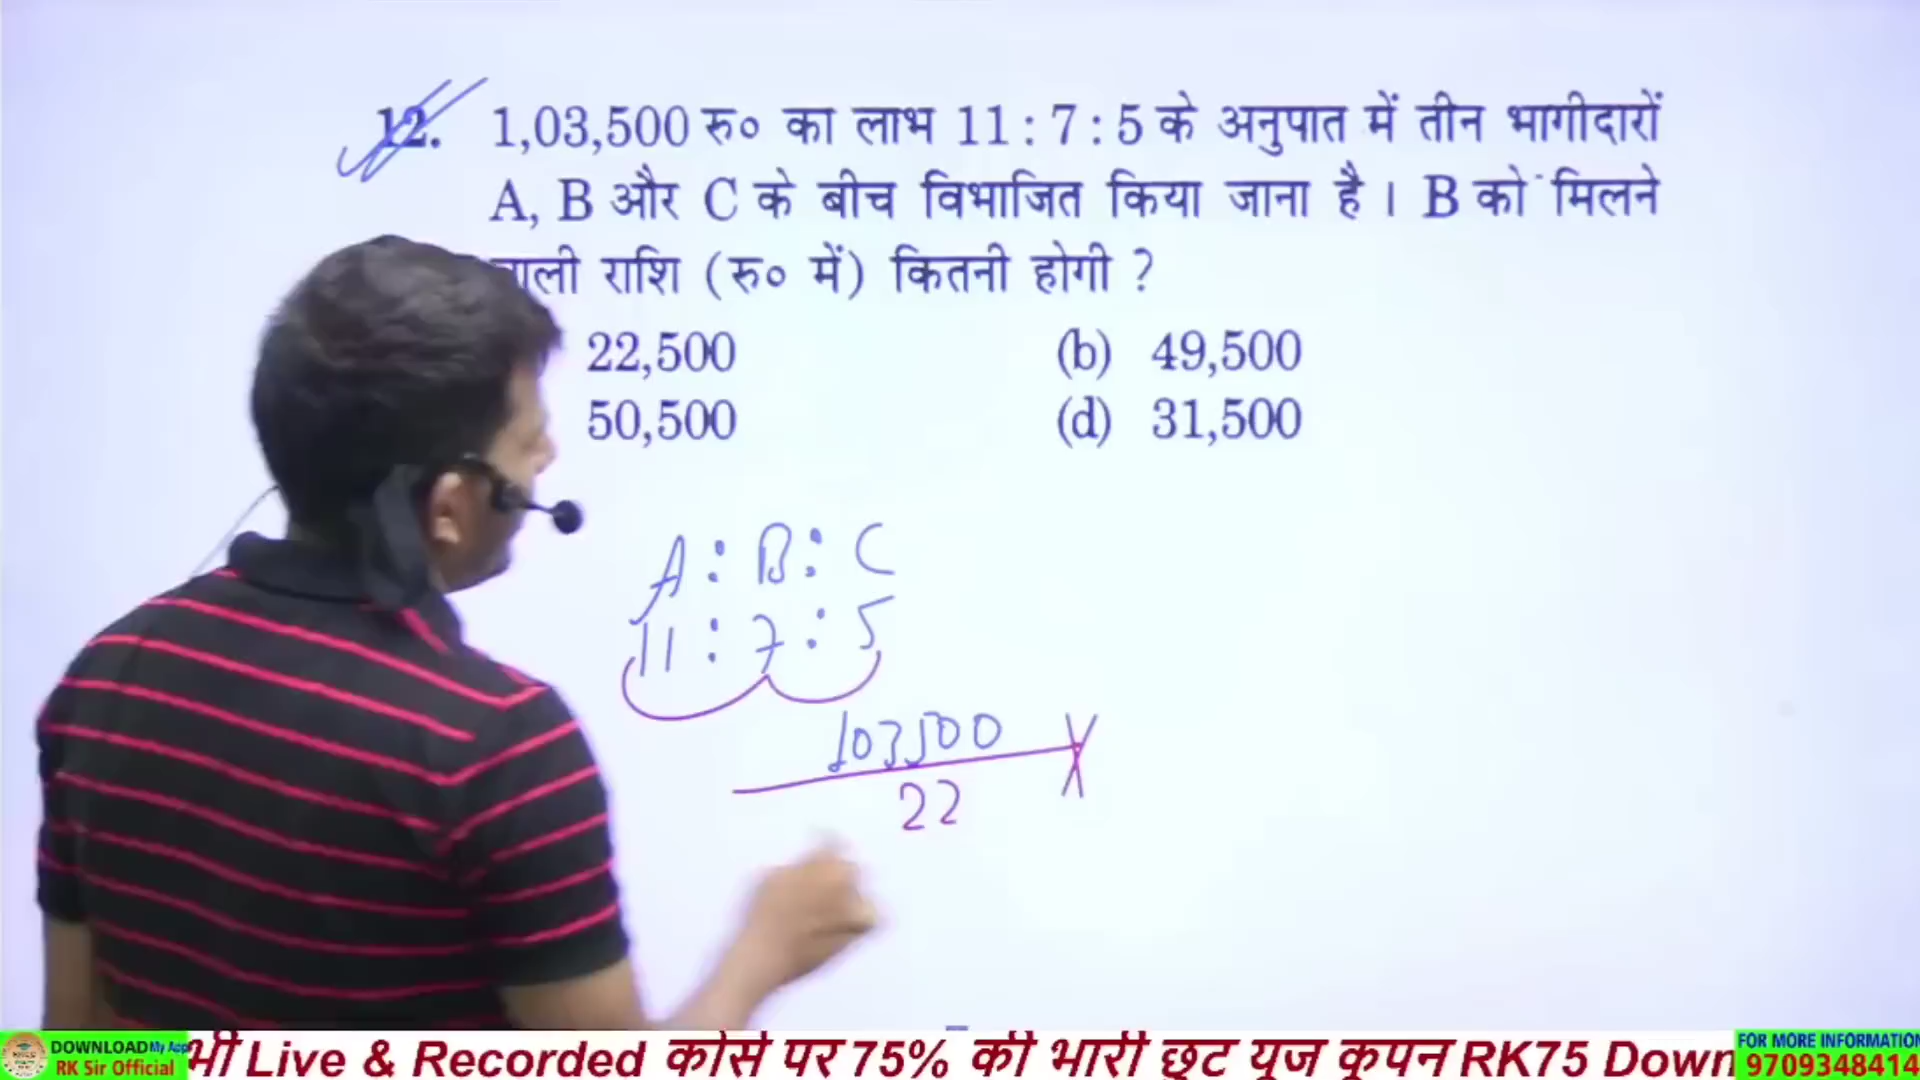 12. 1,03,500 रु० का लाभ 11 : 7 : 5 के अनुपात में तीन भागीदारों
A, B और C के बीच विभाजित किया जाना है । B को मिलने
राशि (रु० में) कितनी होगी ?
22,500 (b) 49,500
50,500 (d) 31,500
A : B : C
11 : 7 : 5
103500
22
DOWNLOAD My App
RK Sir Official
भी Live & Recorded कोर्स पर 75% की भारी छुट यूज कूपन RK75 Down
FOR MORE INFORMATION
9709348414